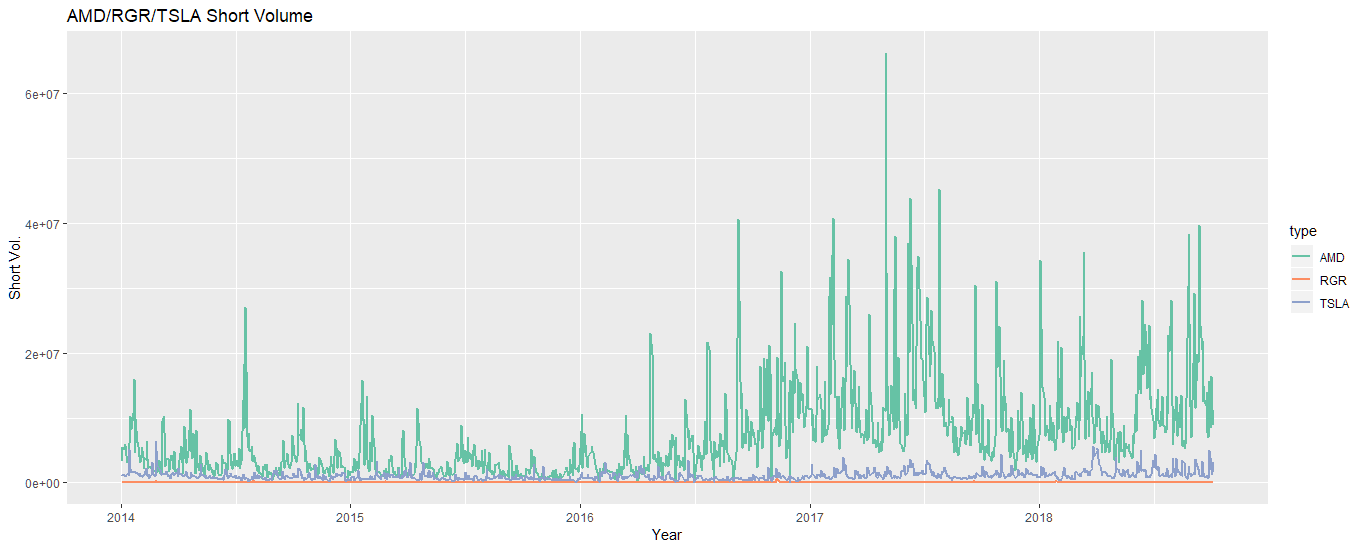 AMD/RGR/TSLA Short Volume
Short Vol.
6e+07
4e+07
2e+07
0e+00
2014 2015 2016 2017 2018
Year
type
AMD
RGR
TSLA